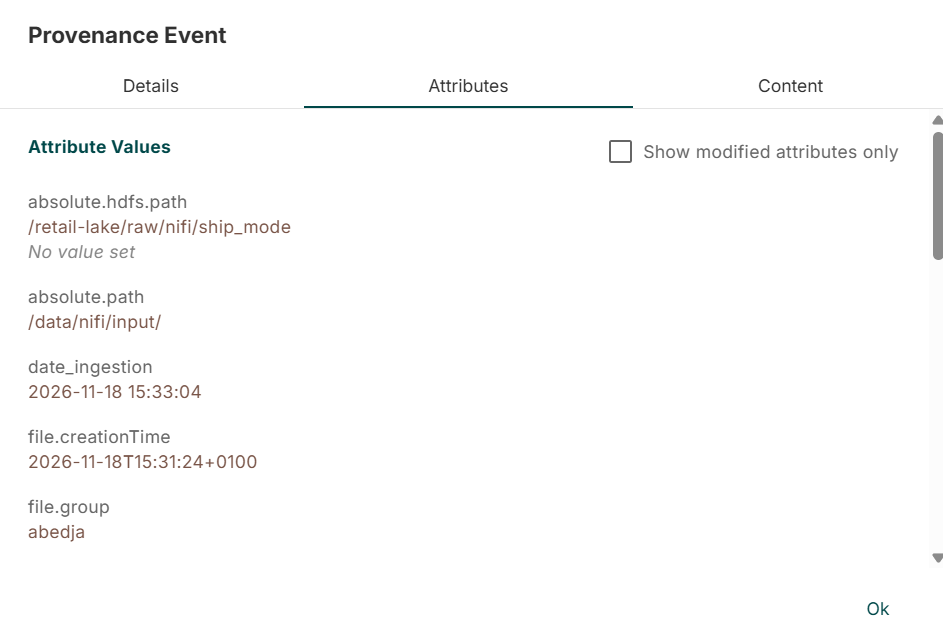 Provenance Event
Details
Attributes
Content
Attribute Values
Show modified attributes only
absolute.hdfs.path
/retail-lake/raw/nifi/ship_mode
No value set
absolute.path
/data/nifi/input/
date_ingestion
2026-11-18 15:33:04
file.creationTime
2026-11-18T15:31:24+0100
file.group
abedja
Ok